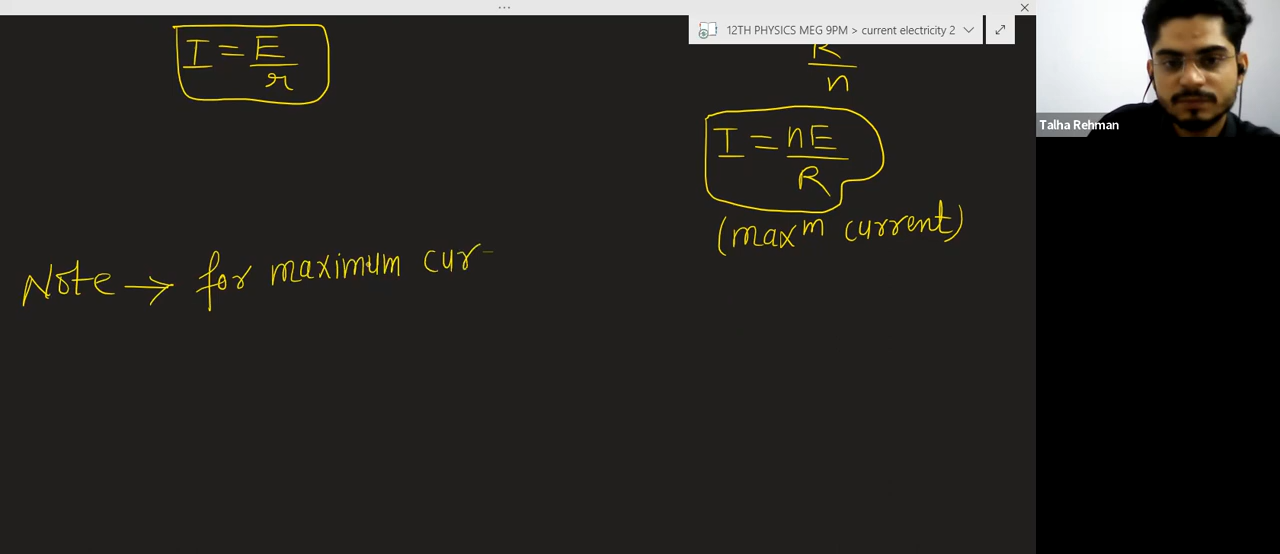 12TH PHYSICS MEG 9PM > current electricity 2
I = E
r
R
n
I = nE
R
(maxᵐ current)
Note → for maximum cur
Talha Rehman